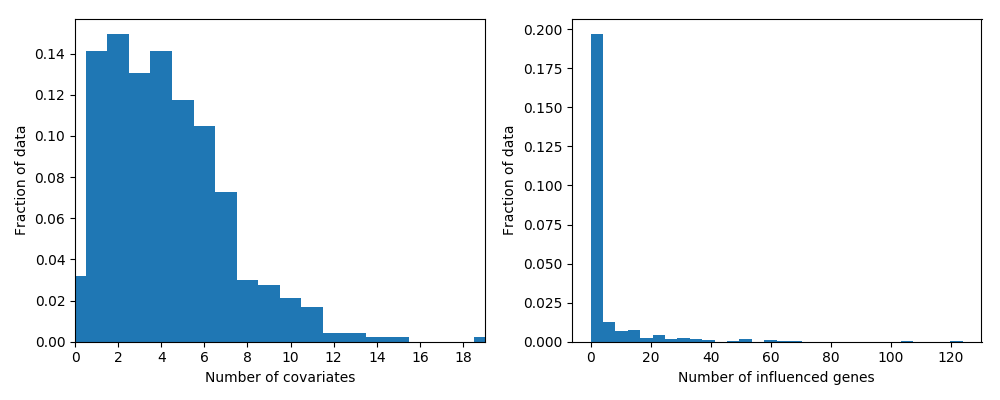 0.14
0.12
0.10
0.08
0.06
0.04
0.02
0.00
Fraction of data
0 2 4 6 8 10 12 14 16 18
Number of covariates
0.200
0.175
0.150
0.125
0.100
0.075
0.050
0.025
0.000
Fraction of data
0 20 40 60 80 100 120
Number of influenced genes